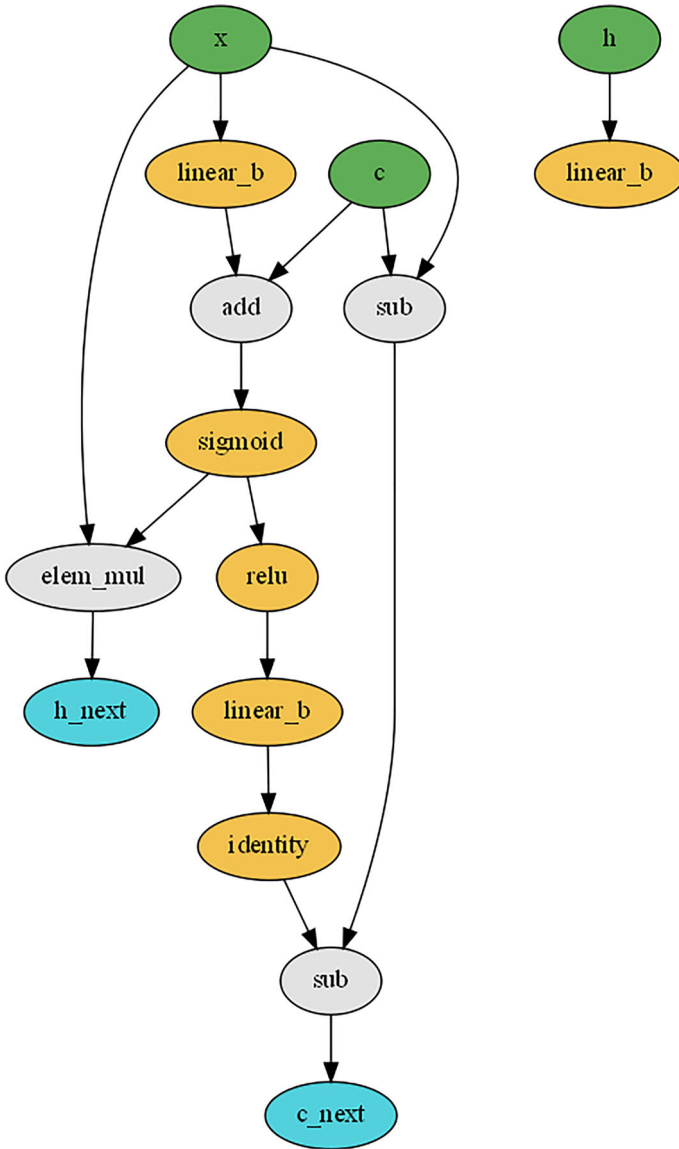 x
h
linear_b
c
linear_b
add
sub
sigmoid
elem_mul
relu
h_next
linear_b
identity
sub
c_next